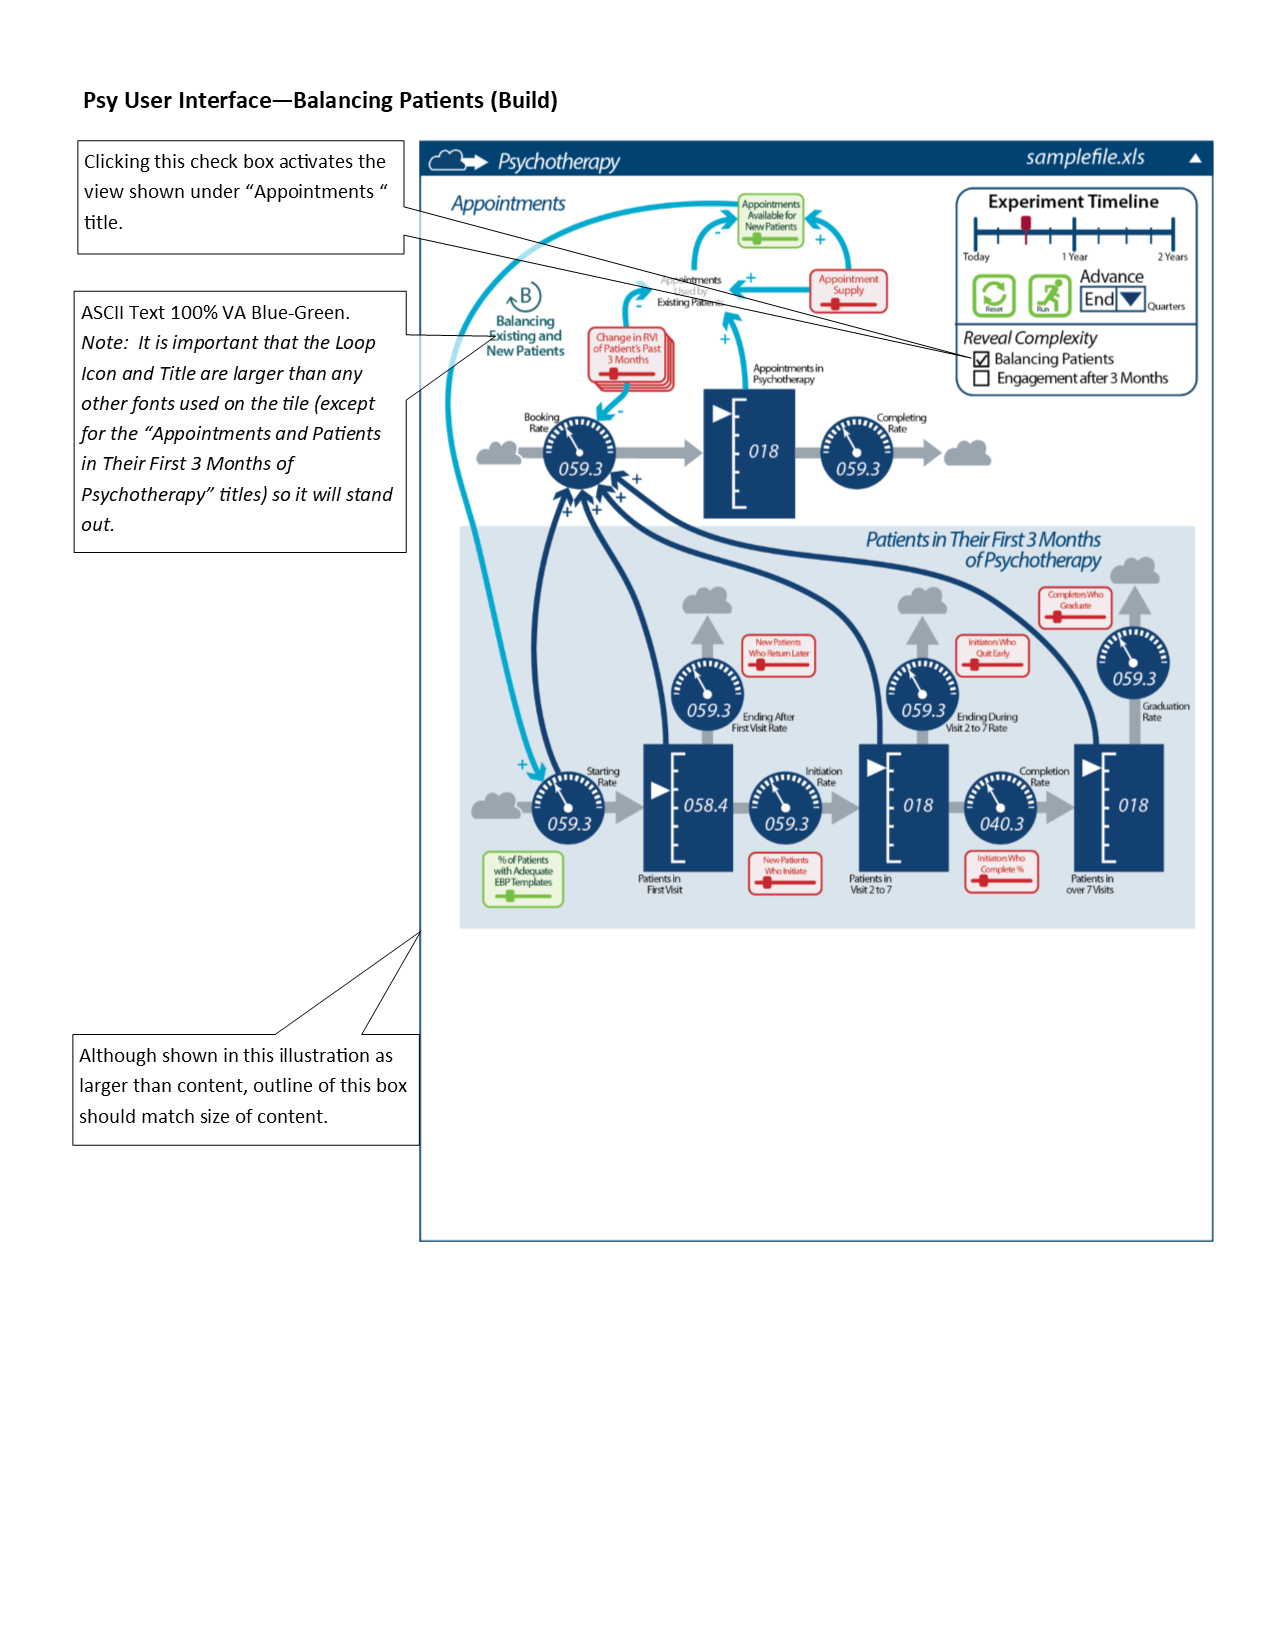 Psy User Interface—Balancing Patients (Build)
Clicking this check box activates the
view shown under “Appointments “
title.
ASCII Text 100% VA Blue-Green.
Note:  It is important that the Loop
Icon and Title are larger than any
other fonts used on the tile (except
for the “Appointments and Patients
in Their First 3 Months of
Psychotherapy” titles) so it will stand
out.
Although shown in this illustration as
larger than content, outline of this box
should match size of content.
Psychotherapy
samplefile.xls
Appointments
Appointments
Available for
New Patients
-
+
Appointments
Used by
Existing Patients
+
Appointment
Supply
-
B
Balancing
Existing and
New Patients
Change in RVI
of Patient's Past
3 Months
+
-
Appointments in
Psychotherapy
Booking
Rate
059.3
018
Completing
Rate
059.3
+
+
+
+
Experiment Timeline
Today
1 Year
2 Years
Reset
Run
Advance
End
Quarters
Reveal Complexity
Balancing Patients
Engagement after 3 Months
Patients in Their First 3 Months
of Psychotherapy
Completers Who
Graduate
New Patients
Who Return Later
Initiators Who
Quit Early
059.3
059.3
059.3
Ending After
First Visit Rate
Ending During
Visit 2 to 7 Rate
Graduation
Rate
+
Starting
Rate
059.3
058.4
Initiation
Rate
059.3
018
Completion
Rate
040.3
018
% of Patients
with Adequate
EBP Templates
Patients in
First Visit
New Patients
Who Initiate
Patients in
Visit 2 to 7
Initiators Who
Complete %
Patients in
over 7 Visits